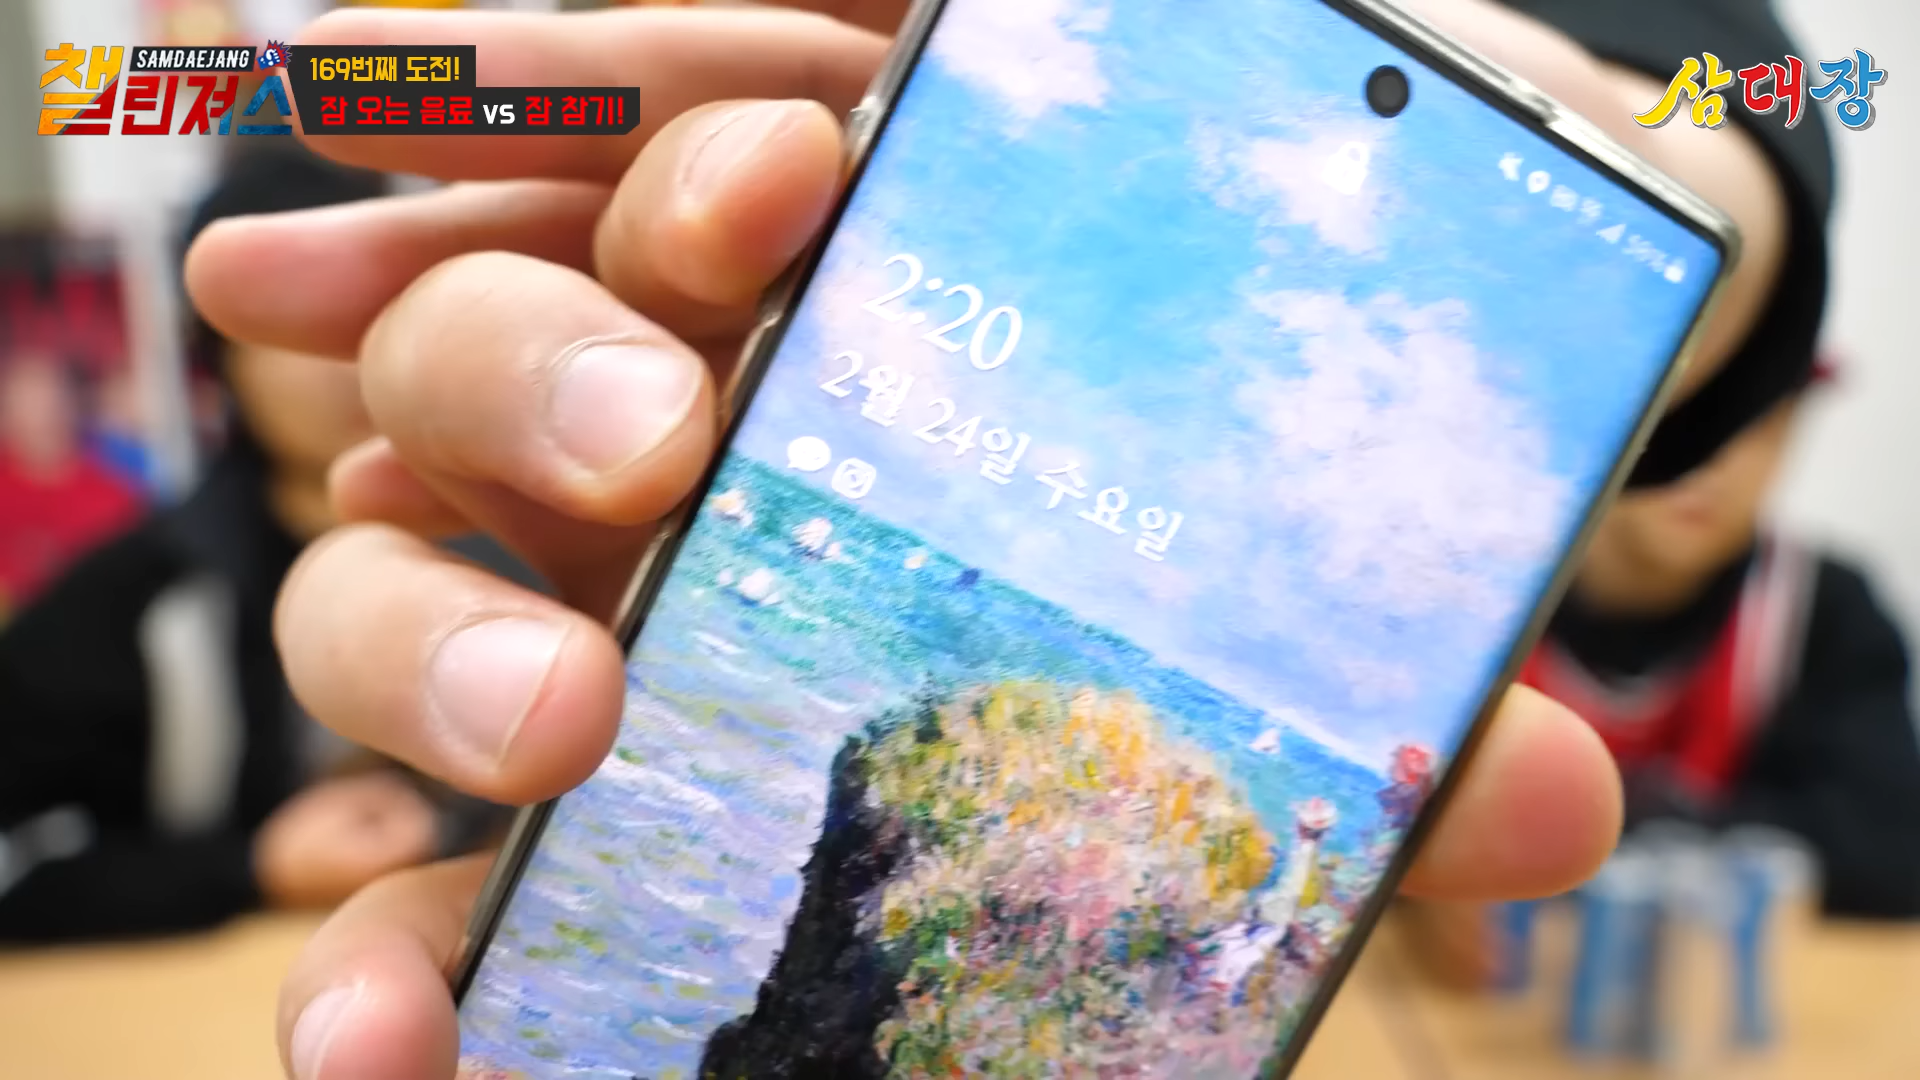 SAMDAEJANG
챌린져스
169번째 도전!
잠 오는 음료 vs 잠 참기!
삼대장
2:20
2월 24일 수요일